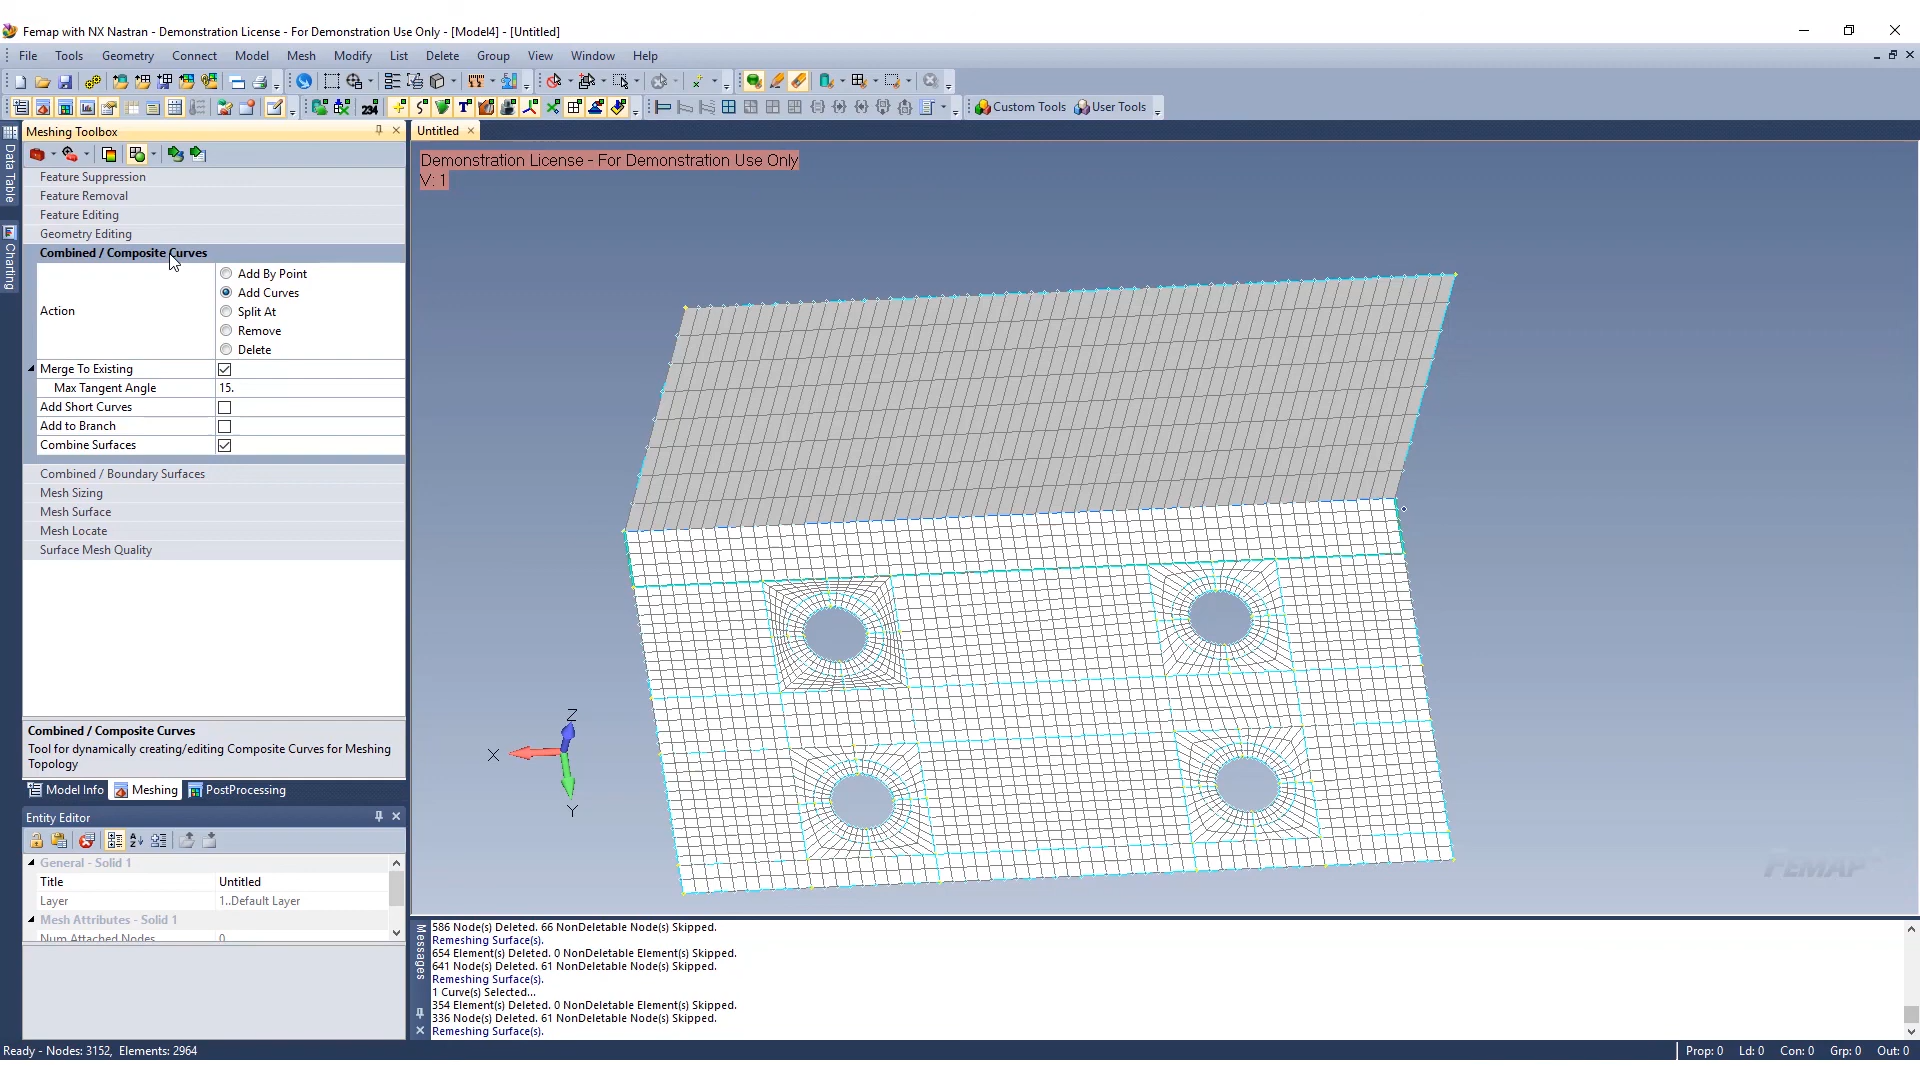 Femap with NX Nastran - Demonstration License - For Demonstration Use Only - [Model4] - [Untitled]
File Tools Geometry Connect Model Mesh Modify List Delete Group View Window Help
234 Custom Tools User Tools
Meshing Toolbox
Untitled
Data Table
Charting
Demonstration License - For Demonstration Use Only
V: 1
Feature Suppression
Feature Removal
Feature Editing
Geometry Editing
Combined / Composite Curves
Action
Add By Point
Add Curves
Split At
Remove
Delete
Merge To Existing
Max Tangent Angle 15.
Add Short Curves
Add to Branch
Combine Surfaces
Combined / Boundary Surfaces
Mesh Sizing
Mesh Surface
Mesh Locate
Surface Mesh Quality
Z
X
Y
FEMAP
Combined / Composite Curves
Tool for dynamically creating/editing Composite Curves for Meshing
Topology
Model Info Meshing PostProcessing
Entity Editor
General - Solid 1
Title Untitled
Layer 1..Default Layer
Mesh Attributes - Solid 1
Num Attached Nodes 0
Messages
586 Node(s) Deleted. 66 NonDeletable Node(s) Skipped.
Remeshing Surface(s).
654 Element(s) Deleted. 0 NonDeletable Element(s) Skipped.
641 Node(s) Deleted. 61 NonDeletable Node(s) Skipped.
Remeshing Surface(s).
1 Curve(s) Selected...
354 Element(s) Deleted. 0 NonDeletable Element(s) Skipped.
336 Node(s) Deleted. 61 NonDeletable Node(s) Skipped.
Remeshing Surface(s).
Ready - Nodes: 3152, Elements: 2964
Prop: 0 Ld: 0 Con: 0 Grp: 0 Out: 0